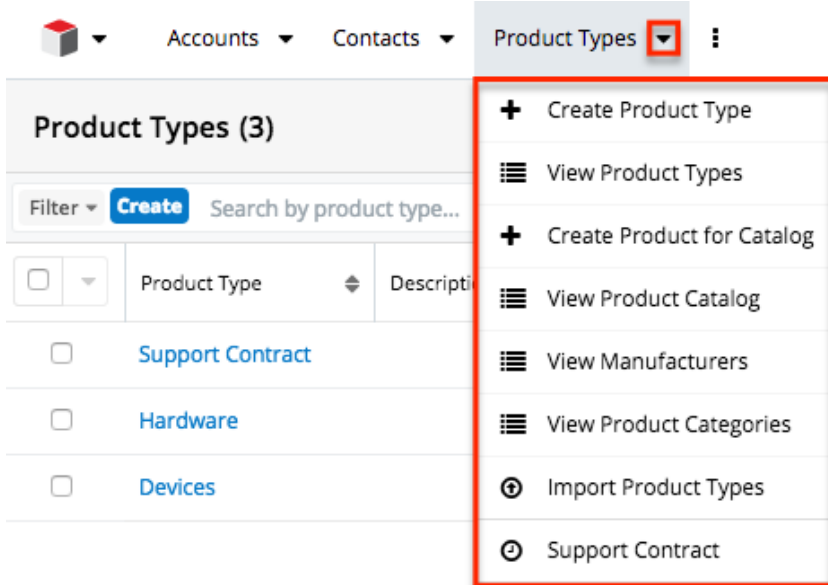 Accounts Contacts Product Types
Product Types (3)
Filter Create Search by product type...
Product Type Descripti
Support Contract
Hardware
Devices
Create Product Type
View Product Types
Create Product for Catalog
View Product Catalog
View Manufacturers
View Product Categories
Import Product Types
Support Contract